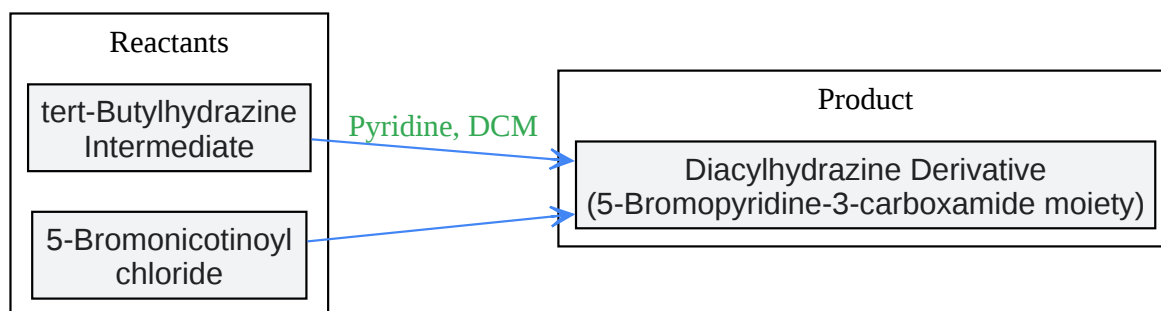 Reactants
tert-Butylhydrazine
Intermediate
5-Bromonicotinoyl
chloride
Pyridine, DCM
Product
Diacylhydrazine Derivative
(5-Bromopyridine-3-carboxamide moiety)